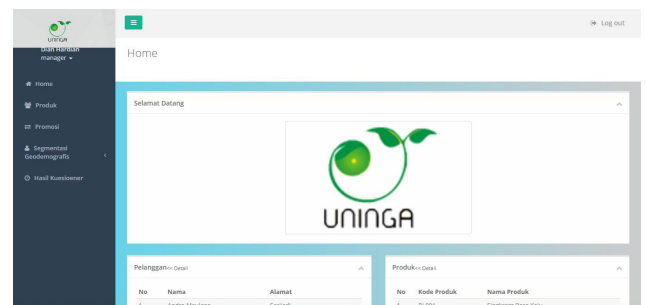 UNINGA
Log out
Dian Hardian
manager
Home
Home
Produk
Promosi
Segmentasi
Geodemografis
Hasil Kuesioener
Selamat Datang
UNINGA
Pelanggan<< Detail
No Nama Alamat
Produk<< Detail
No Kode Produk Nama Produk